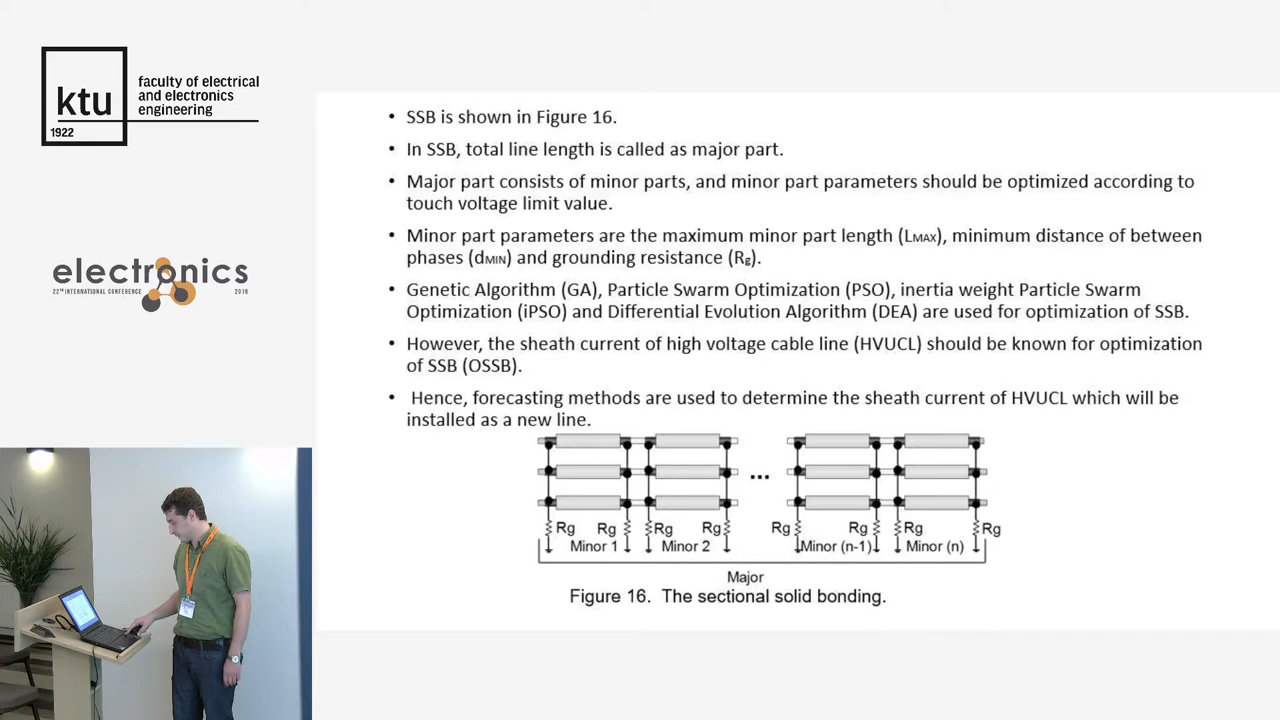 ktu
1922
faculty of electrical
and electronics
engineering
electronics
22ND INTERNATIONAL CONFERENCE 2018
• SSB is shown in Figure 16.
• In SSB, total line length is called as major part.
• Major part consists of minor parts, and minor part parameters should be optimized according to
touch voltage limit value.
• Minor part parameters are the maximum minor part length (LMAX), minimum distance of between
phases (dMIN) and grounding resistance (Rg).
• Genetic Algorithm (GA), Particle Swarm Optimization (PSO), inertia weight Particle Swarm
Optimization (iPSO) and Differential Evolution Algorithm (DEA) are used for optimization of SSB.
• However, the sheath current of high voltage cable line (HVUCL) should be known for optimization
of SSB (OSSB).
• Hence, forecasting methods are used to determine the sheath current of HVUCL which will be
installed as a new line.
...
Rg Rg Rg Rg Rg Rg Rg Rg
Minor 1 Minor 2 Minor (n-1) Minor (n)
Major
Figure 16. The sectional solid bonding.